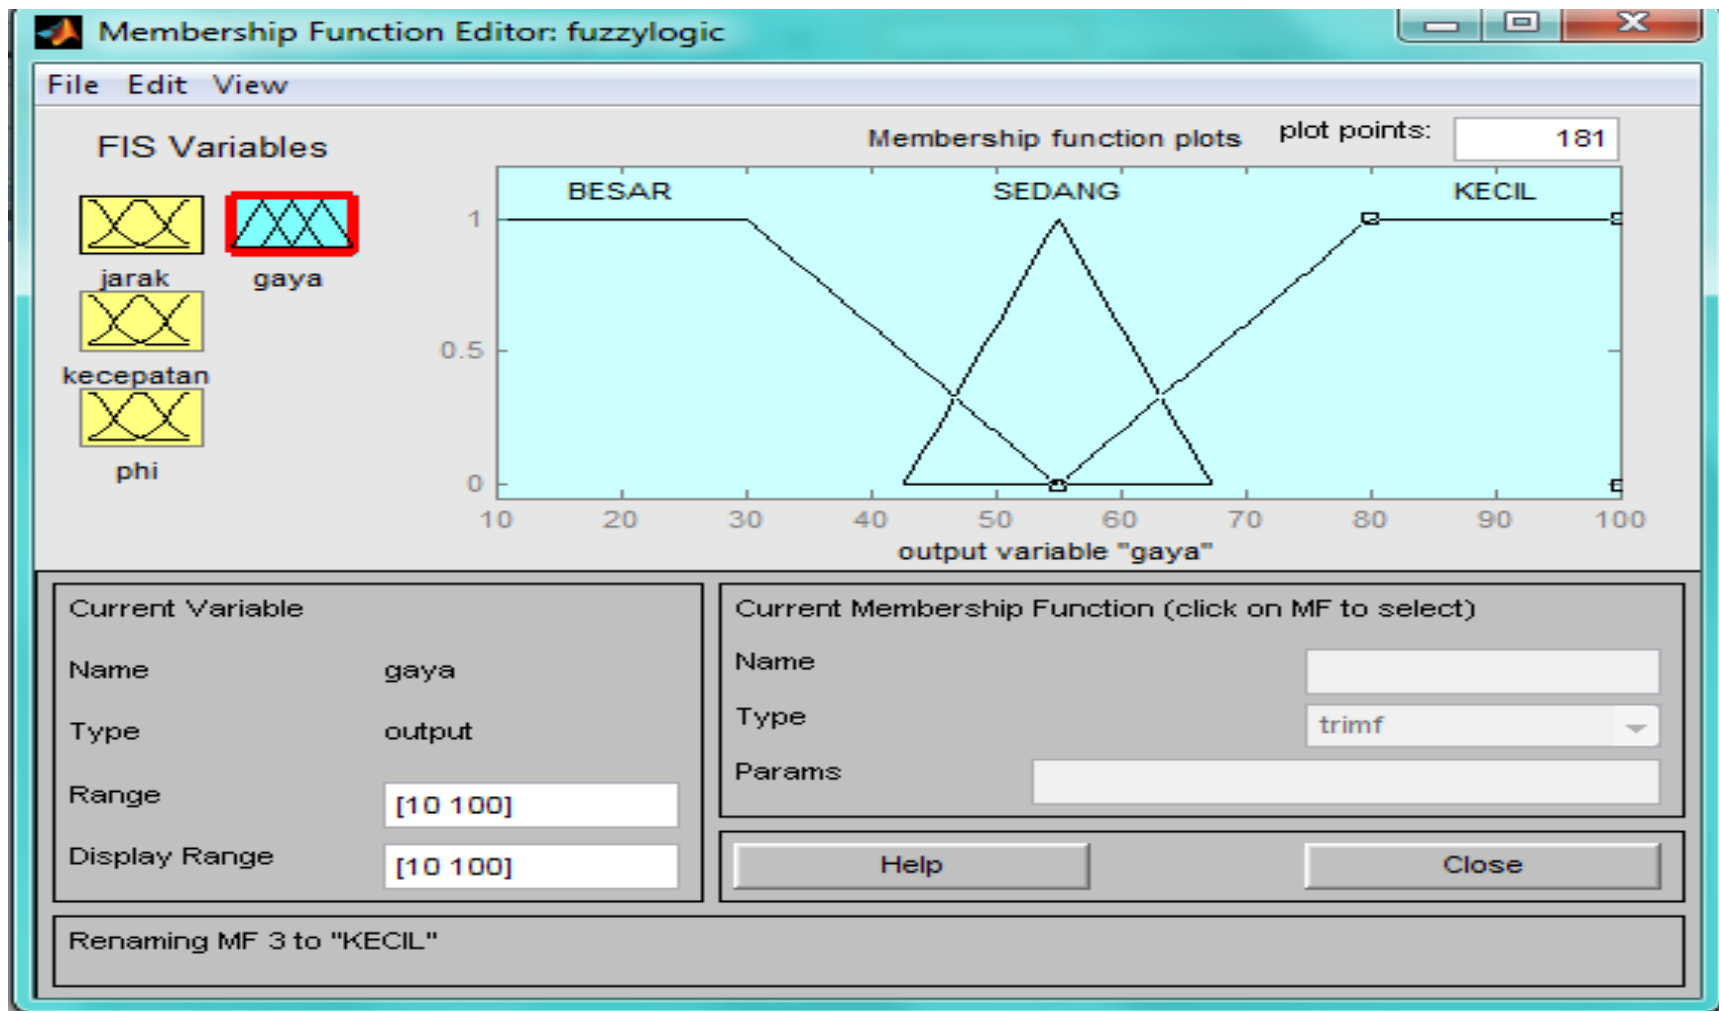 Membership Function Editor: fuzzylogic
File Edit View
FIS Variables
jarak
gaya
kecepatan
phi
Membership function plots
plot points:
181
BESAR
SEDANG
KECIL
1
0.5
0
10 20 30 40 50 60 70 80 90 100
output variable "gaya"
Current Variable
Name gaya
Type output
Range [10 100]
Display Range [10 100]
Current Membership Function (click on MF to select)
Name
Type trimf
Params
Help
Close
Renaming MF 3 to "KECIL"